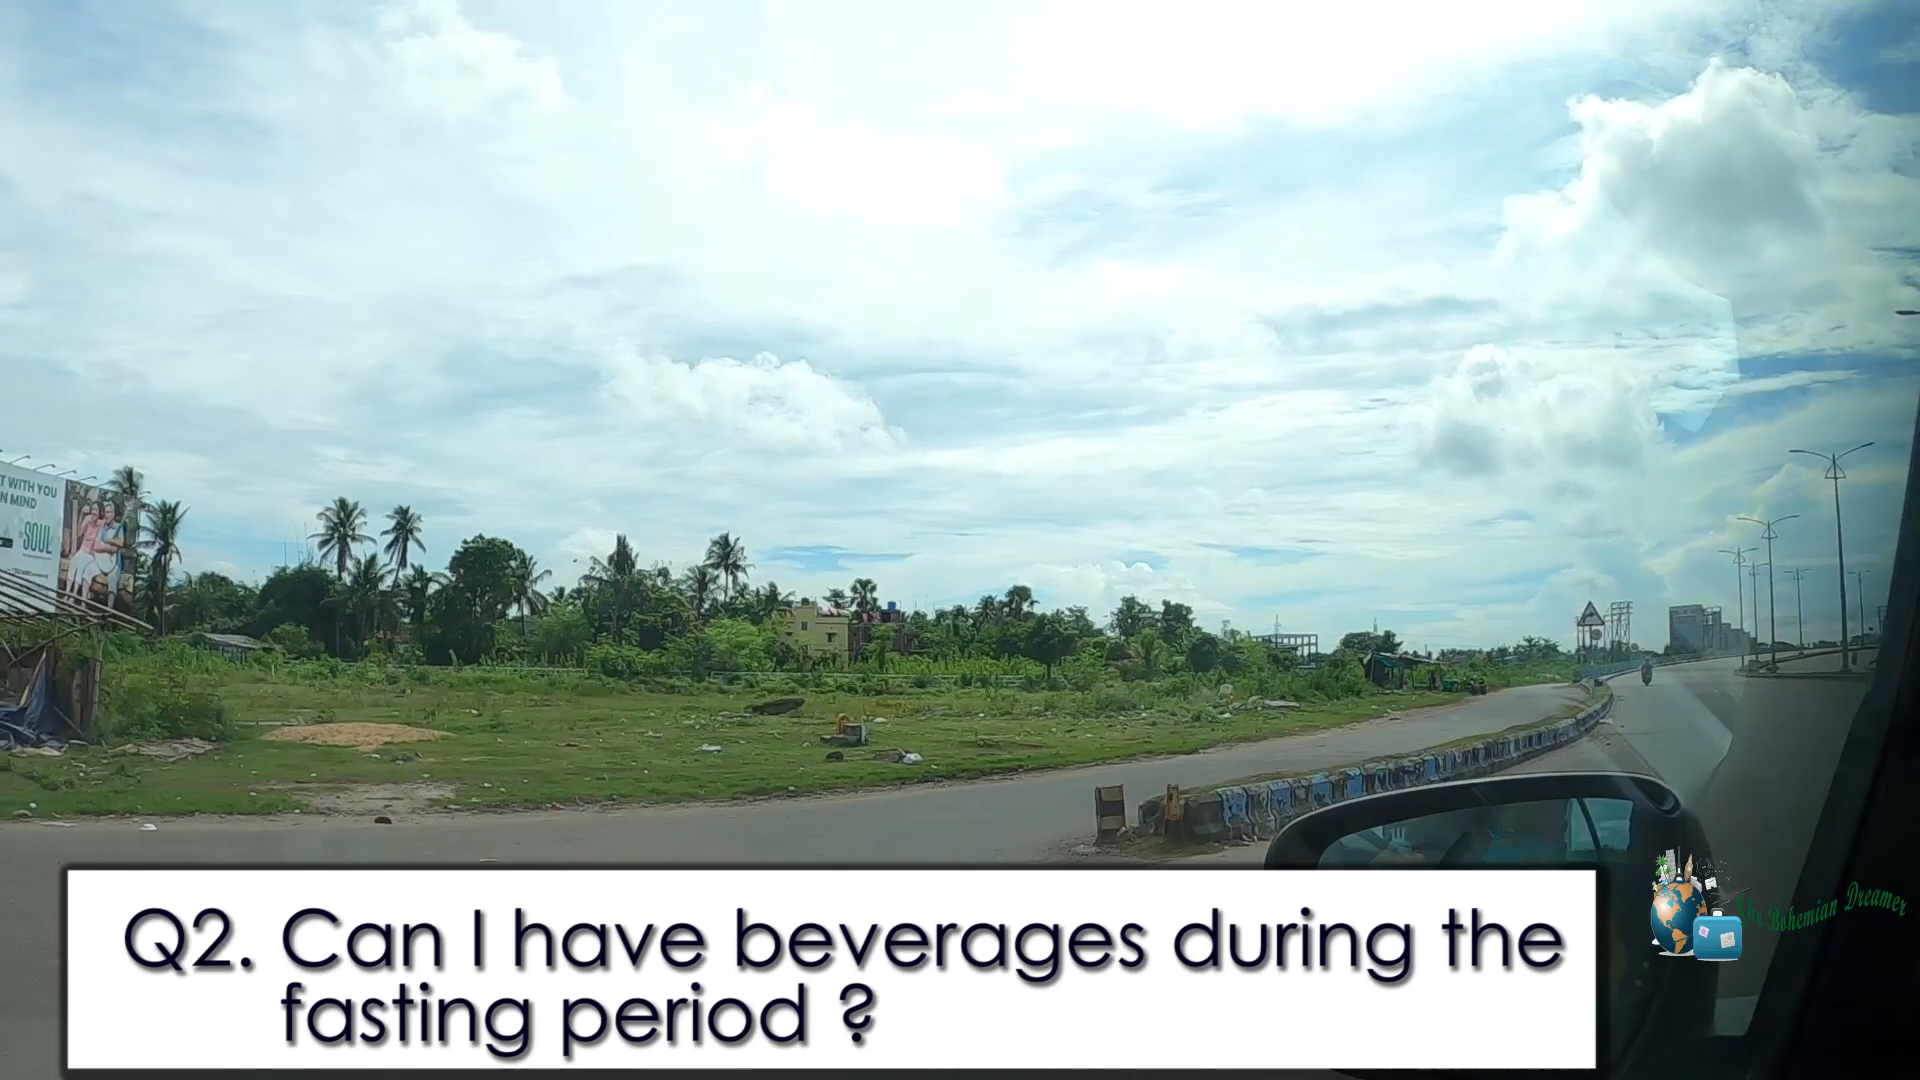 T WITH YOU
N MIND
SOUL
Q2. Can I have beverages during the
fasting period ?
The Bohemian Dreamer